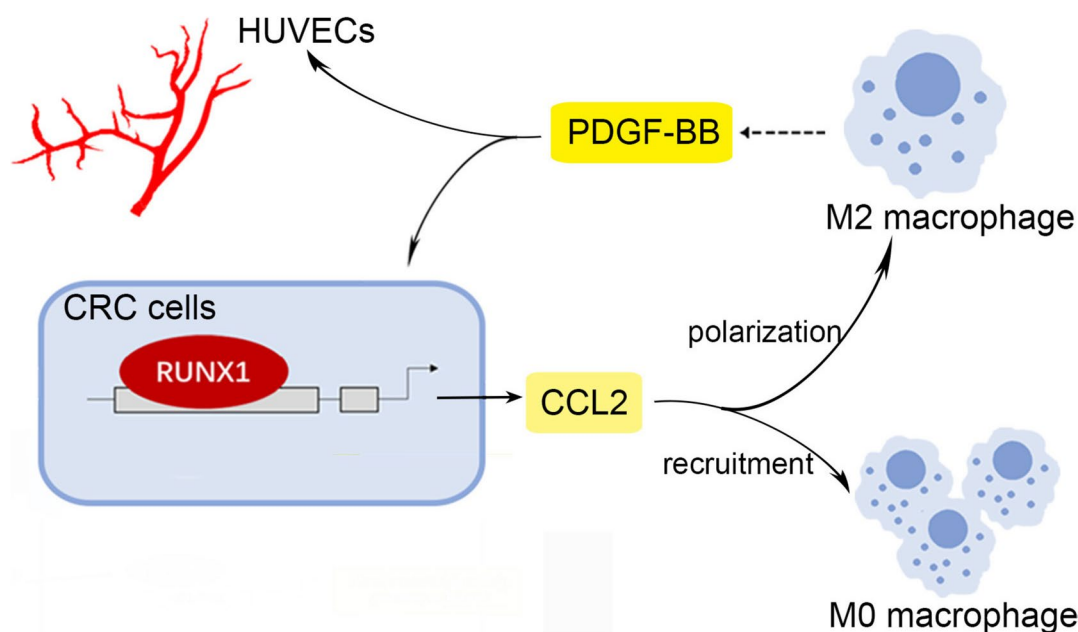 HUVECs
PDGF-BB
M2 macrophage
CRC cells
RUNX1
CCL2
polarization
recruitment
M0 macrophage